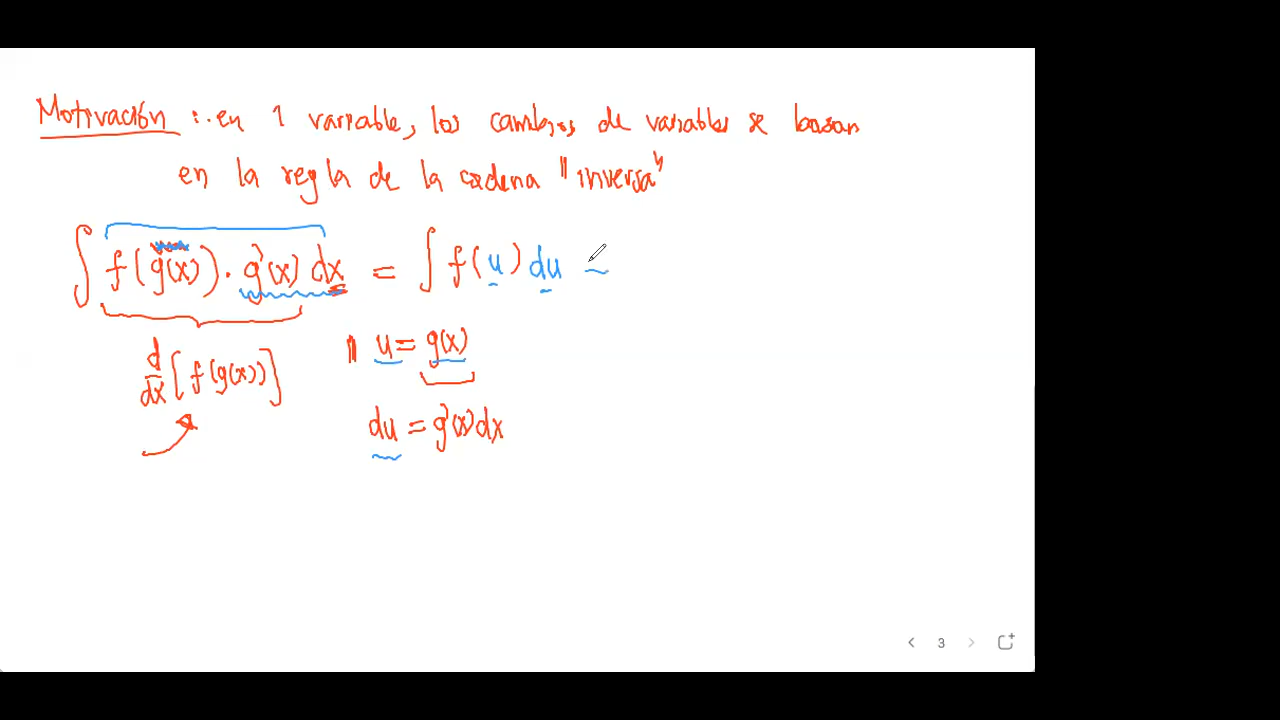 Motivación : en 1 variable, los cambios de variables se basan
en la regla de la cadena "inversa"
∫ f(g(x)) · g'(x) dx = ∫ f(u) du
d/dx [f(g(x))]
u = g(x)
du = g'(x)dx
3